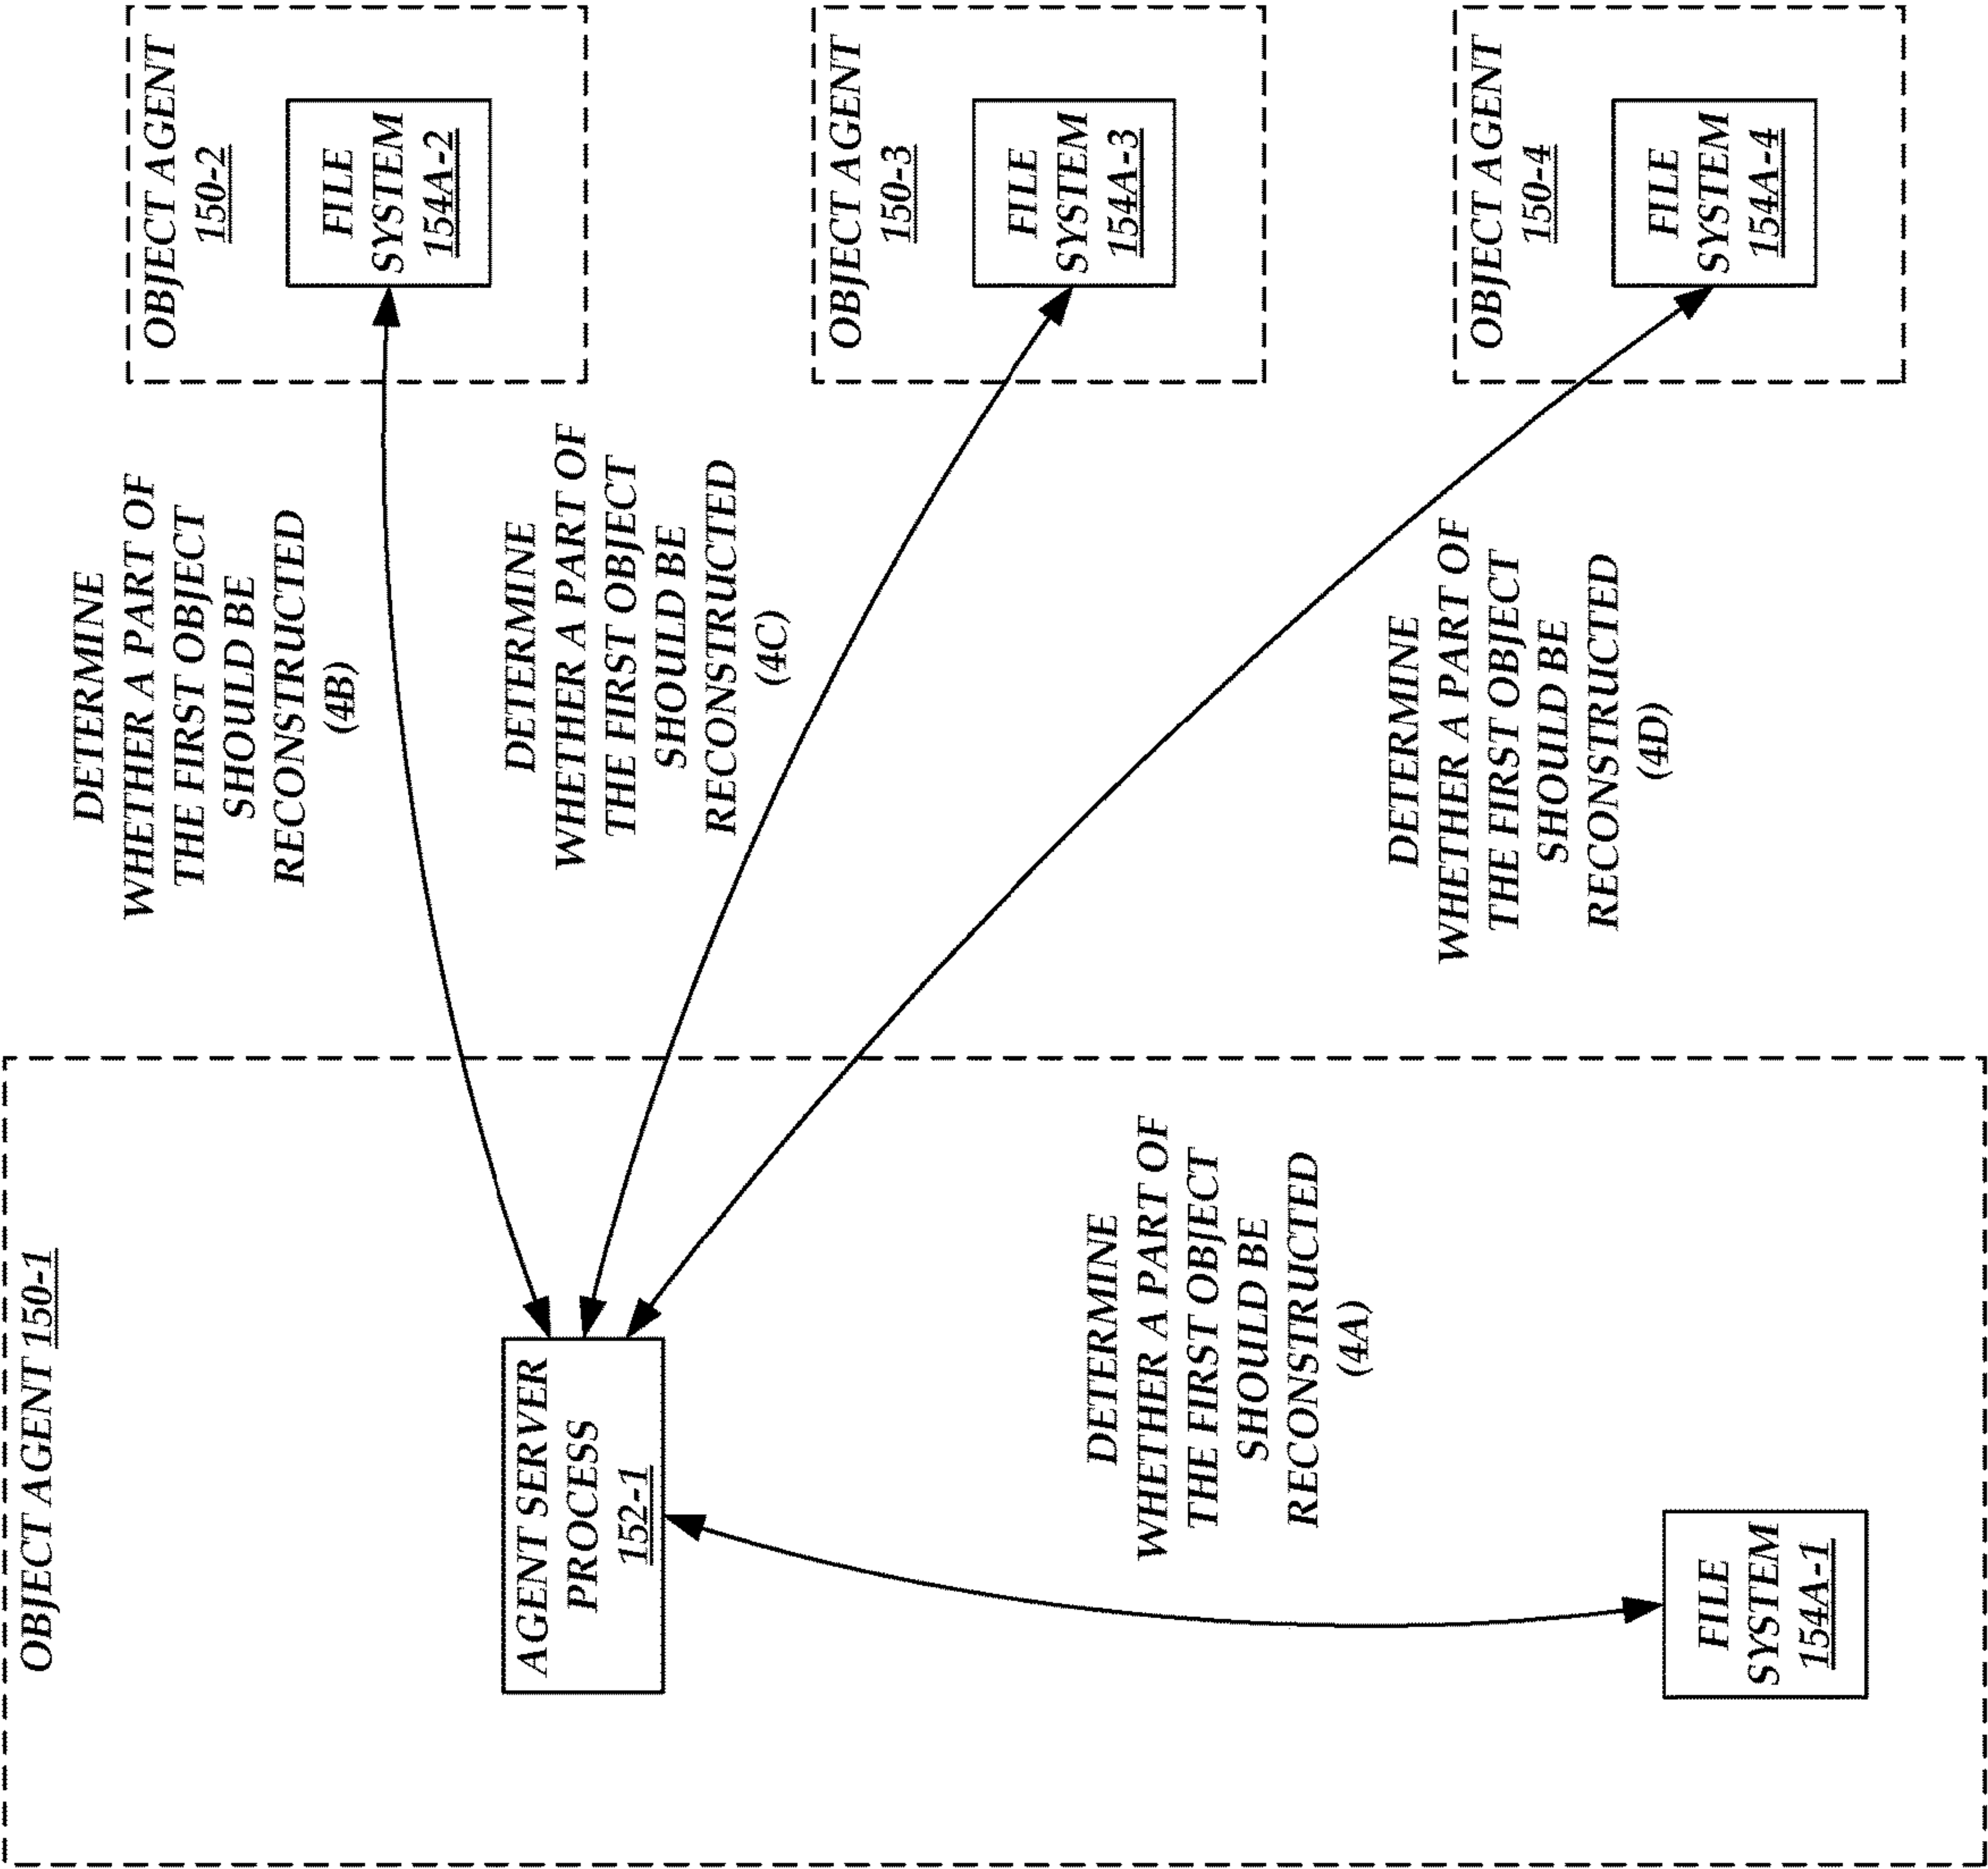 OBJECT AGENT 150-1
AGENT SERVER
PROCESS
152-1
DETERMINE
WHETHER A PART OF
THE FIRST OBJECT
SHOULD BE
RECONSTRUCTED
(4A)
FILE
SYSTEM
154A-1
DETERMINE
WHETHER A PART OF
THE FIRST OBJECT
SHOULD BE
RECONSTRUCTED
(4B)
DETERMINE
WHETHER A PART OF
THE FIRST OBJECT
SHOULD BE
RECONSTRUCTED
(4C)
DETERMINE
WHETHER A PART OF
THE FIRST OBJECT
SHOULD BE
RECONSTRUCTED
(4D)
OBJECT AGENT
150-2
FILE
SYSTEM
154A-2
OBJECT AGENT
150-3
FILE
SYSTEM
154A-3
OBJECT AGENT
150-4
FILE
SYSTEM
154A-4